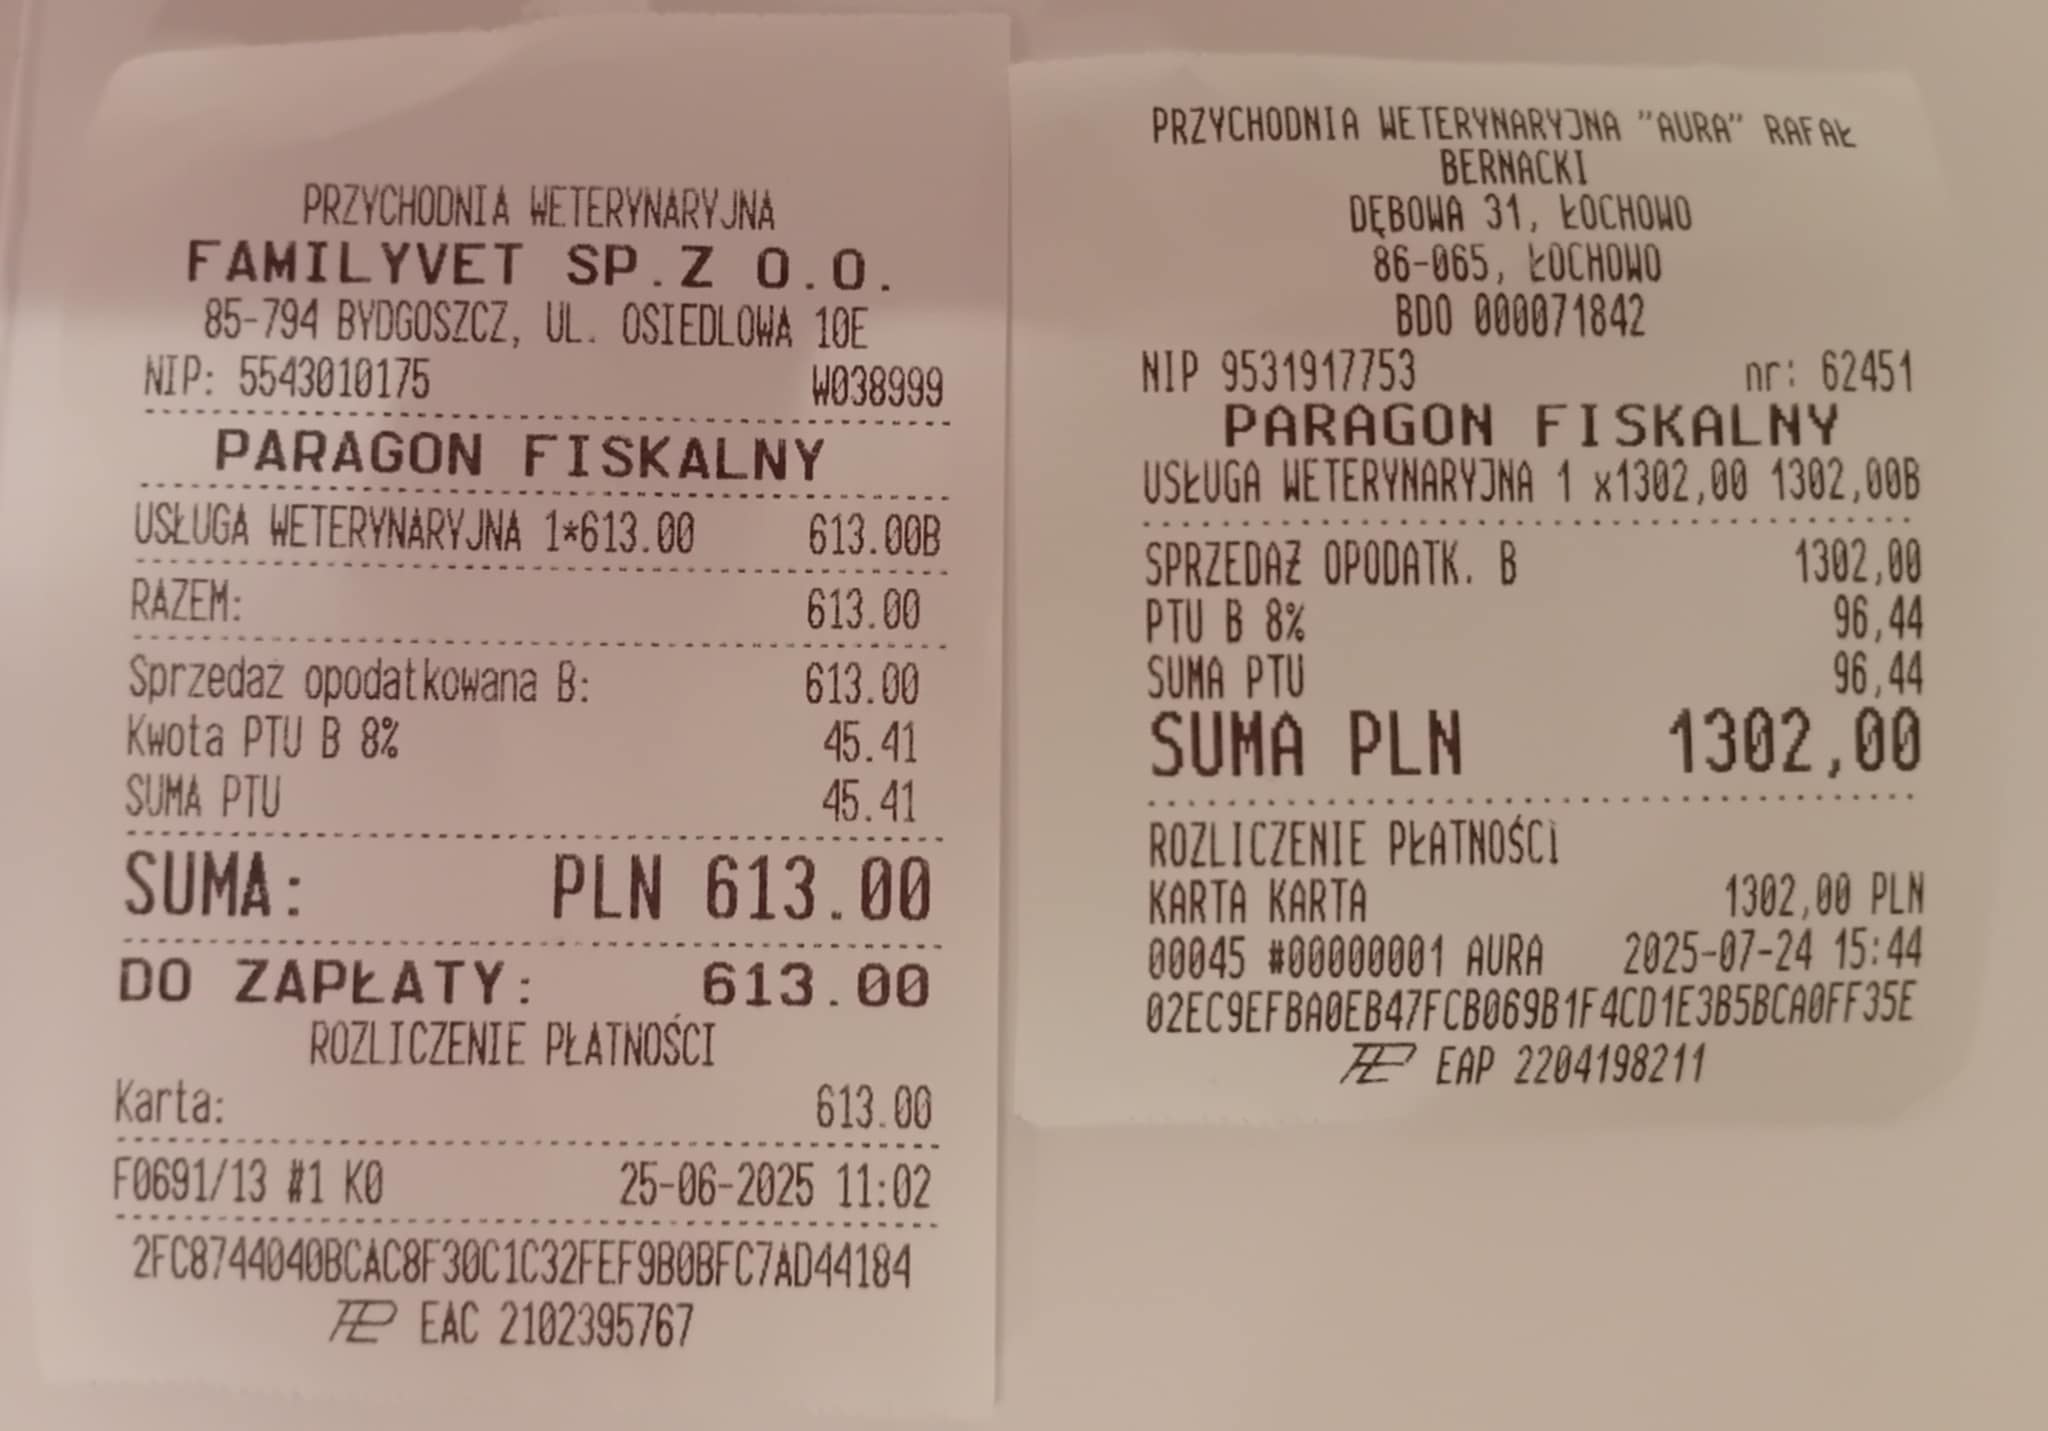 PRZYCHODNIA WETERYNARYJNA
FAMILYVET SP.Z O.O.
85-794 BYDGOSZCZ, UL. OSIEDLOWA 10E
NIP: 5543010175 W038999
PARAGON FISKALNY
USŁUGA WETERYNARYJNA 1*613.00 613.00B
RAZEM: 613.00
Sprzedaż opodatkowana B: 613.00
Kwota PTU B 8% 45.41
SUMA PTU 45.41
SUMA: PLN 613.00
DO ZAPŁATY: 613.00
ROZLICZENIE PŁATNOŚCI
Karta: 613.00
F0691/13 #1 K0 25-06-2025 11:02
2FC8744040BCAC8F30C1C32FEF9B0BFC7AD44184
EAC 2102395767
PRZYCHODNIA WETERYNARYJNA "AURA" RAFAŁ
BERNACKI
DĘBOWA 31, ŁOCHOWO
86-065, ŁOCHOWO
BDO 000071842
NIP 9531917753 nr: 62451
PARAGON FISKALNY
USŁUGA WETERYNARYJNA 1 x1302,00 1302,00B
SPRZEDAŻ OPODATK. B 1302,00
PTU B 8% 96,44
SUMA PTU 96,44
SUMA PLN 1302,00
ROZLICZENIE PŁATNOŚCI
KARTA KARTA 1302,00 PLN
00045 #00000001 AURA 2025-07-24 15:44
02EC9EFBA0EB47FCB069B1F4CD1E3B5BCA0FF35E
EAP 2204198211